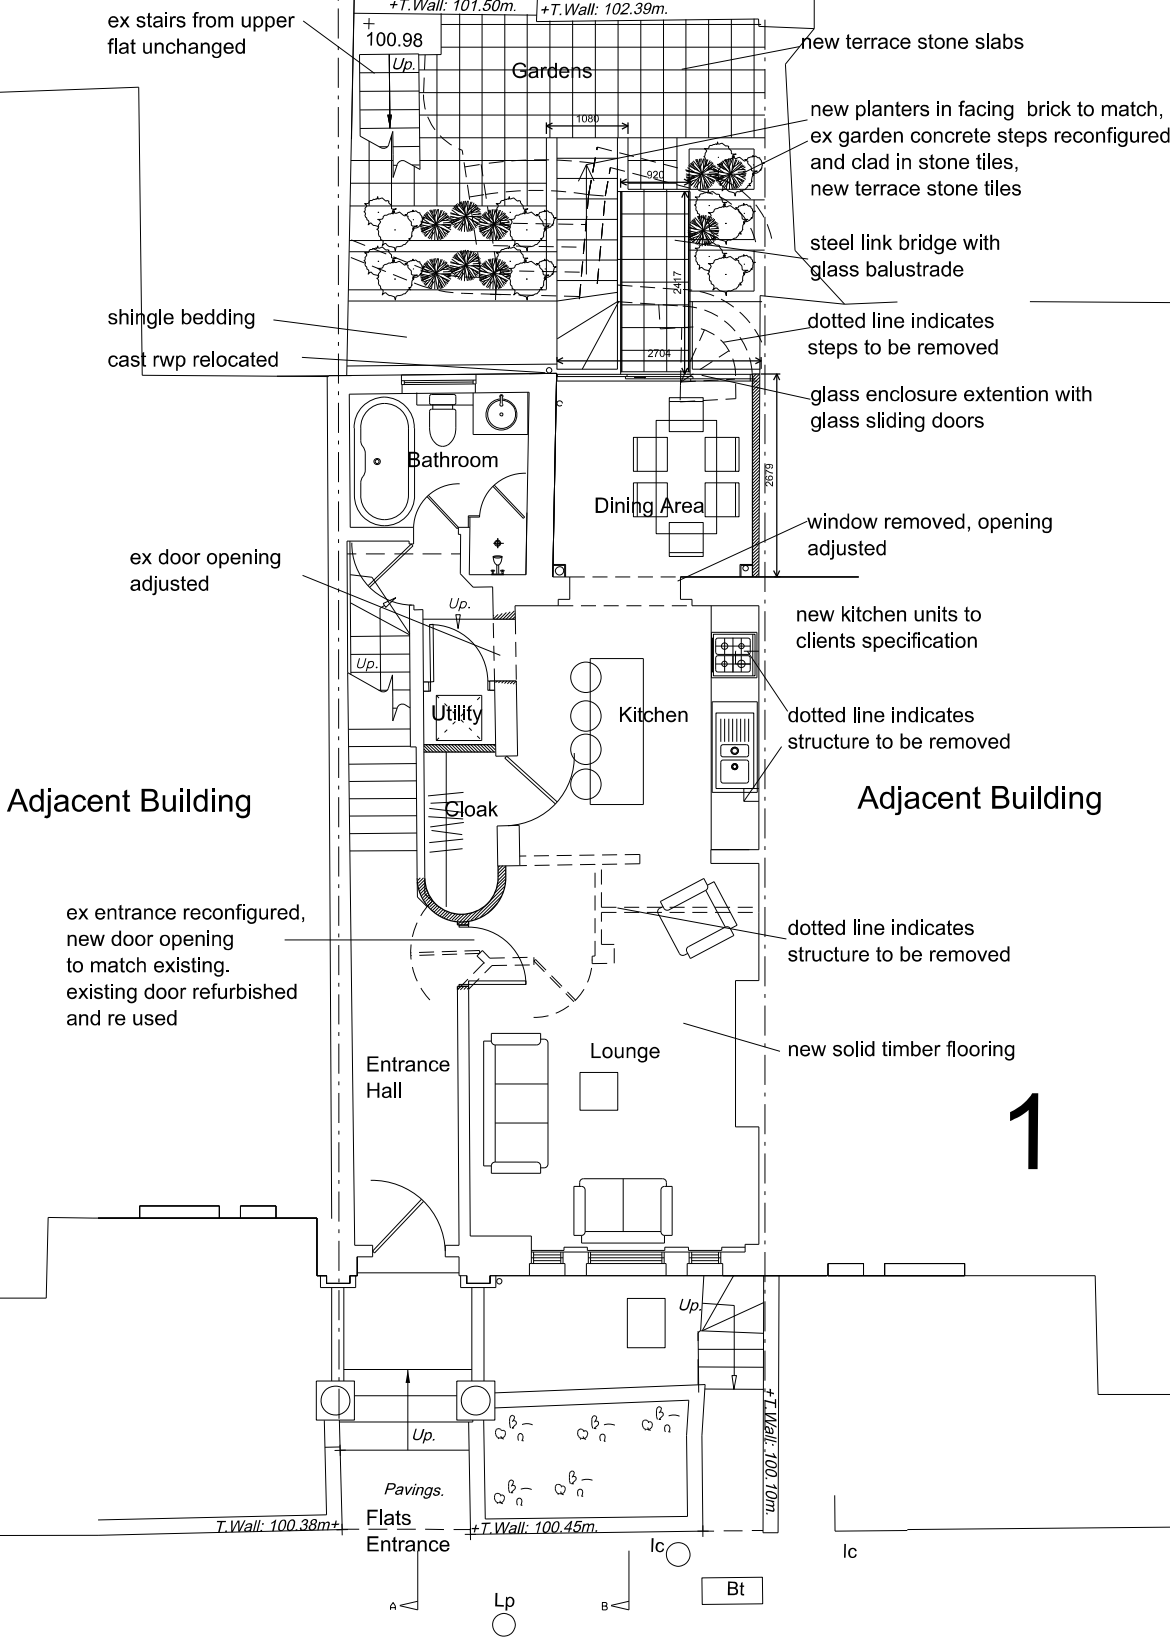 +T.Wall: 101.50m.
+T.Wall: 102.39m.
ex stairs from upper
flat unchanged
100.98
Up.
Gardens
new terrace stone slabs
1080
new planters in facing brick to match,
ex garden concrete steps reconfigured
and clad in stone tiles,
new terrace stone tiles
920
steel link bridge with
glass balustrade
2417
shingle bedding
dotted line indicates
steps to be removed
cast rwp relocated
2704
glass enclosure extention with
glass sliding doors
Bathroom
2679
Dining Area
window removed, opening
adjusted
ex door opening
adjusted
Up.
new kitchen units to
clients specification
Up.
Utility
Kitchen
dotted line indicates
structure to be removed
Adjacent Building
Cloak
Adjacent Building
ex entrance reconfigured,
new door opening
to match existing.
existing door refurbished
and re used
dotted line indicates
structure to be removed
Lounge
new solid timber flooring
Entrance
Hall
1
Up.
+T.Wall: 100.10m.
Up.
Pavings.
T.Wall: 100.38m+
Flats
Entrance
+T.Wall: 100.45m.
Ic
Ic
Bt
A
Lp
B